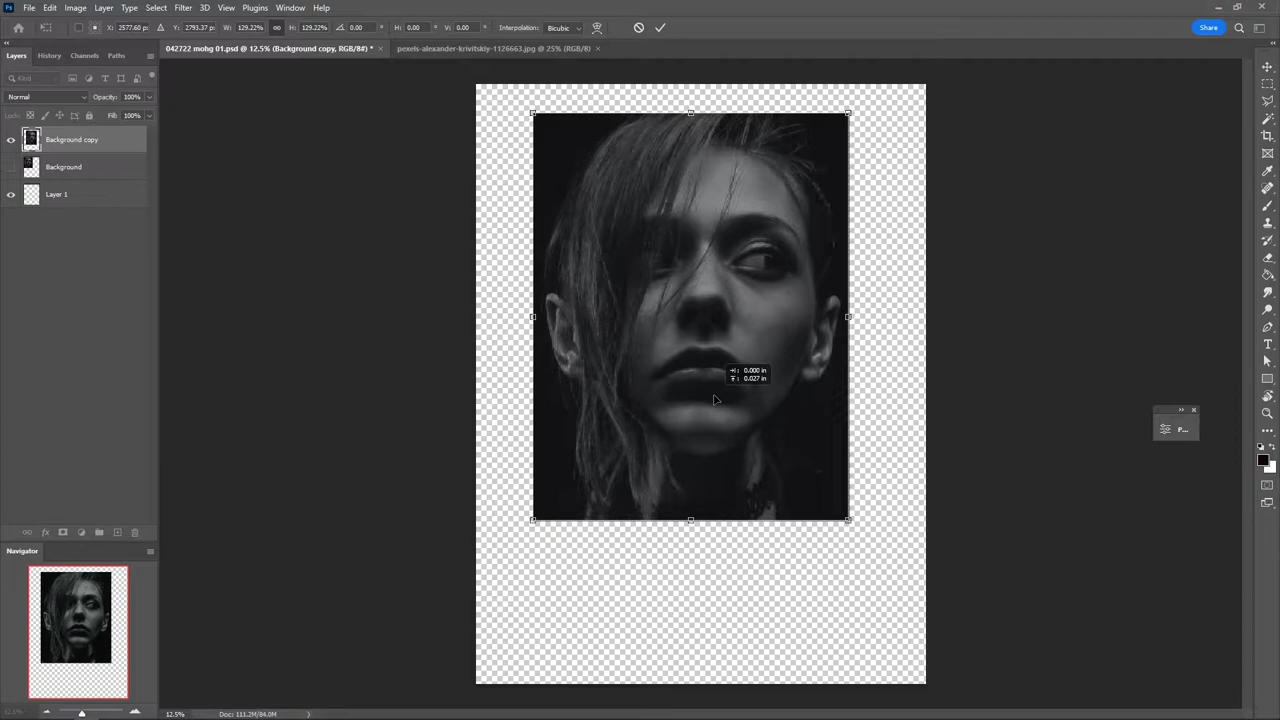 File Edit Image Layer Type Select Filter 3D View Plugins Window Help
X: 2577.60 p Y: 2793.37 p W: 129.22% H: 129.22% 0.00 H: 0.00 V: 0.00 Interpolation: Bicubic
Share
042722 mohg 01.psd @ 12.5% (Background copy, RGB/8#) * ×
pexels-alexander-krivitskiy-1126663.jpg @ 25% (RGB/8) ×
Layers History Channels Paths
Kind
Normal Opacity: 100%
Lock: Fill: 100%
Background copy
Background
Layer 1
0.000 in
0.027 in
P...
Navigator
12.5%
12.5% Doc: 111.2M/84.0M